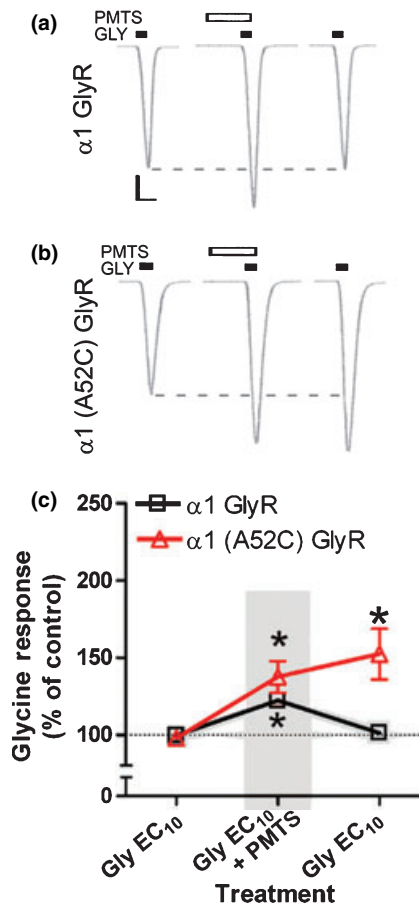 (a)
PMTS
GLY
α1 GlyR
(b)
PMTS
GLY
α1 (A52C) GlyR
(c)
250
α1 GlyR
α1 (A52C) GlyR
200
150
100
0
Glycine response
(% of control)
*
*
*
Gly EC10
Gly EC10
+ PMTS
Gly EC10
Treatment